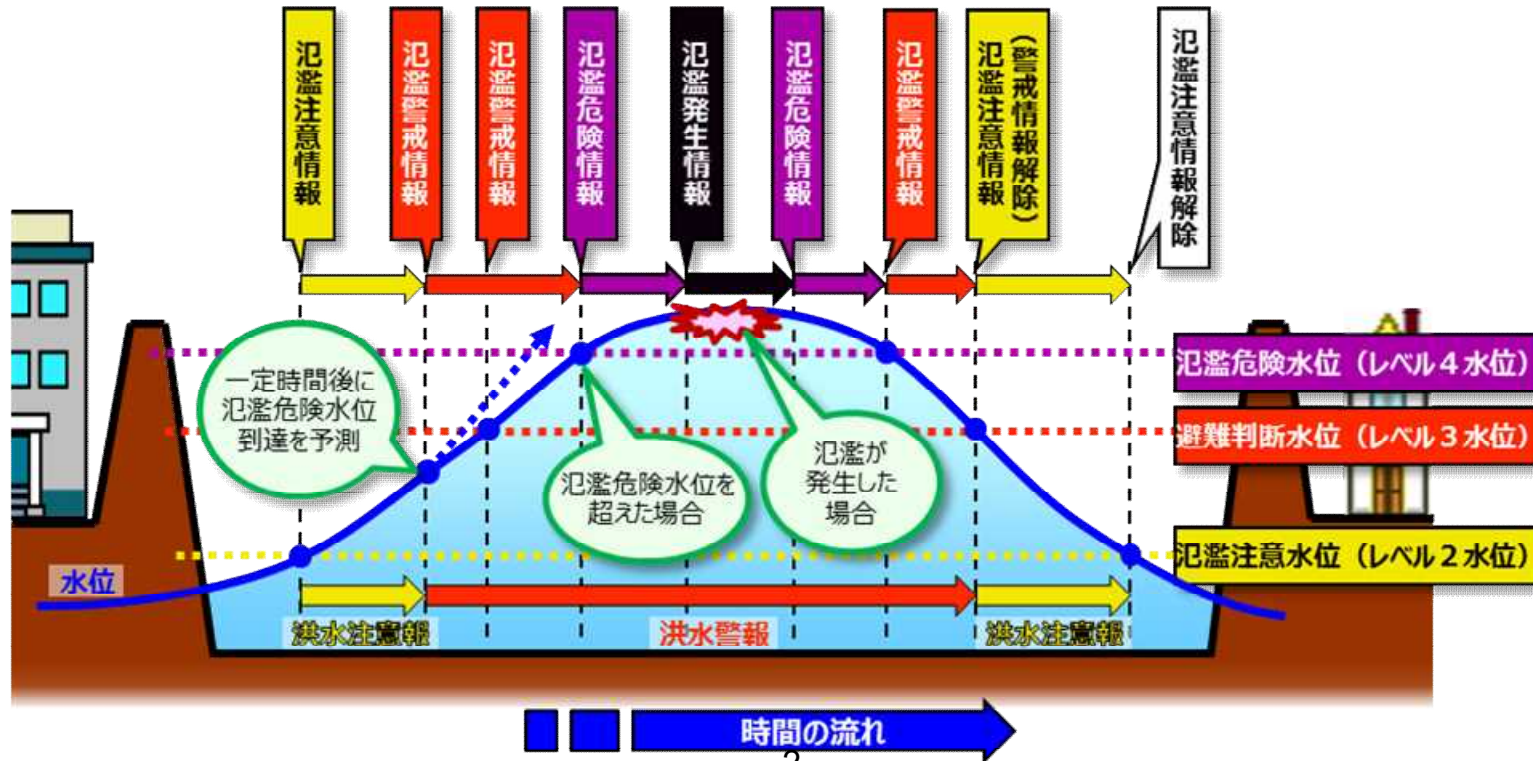 氾濫注意情報
氾濫警戒情報
氾濫警戒情報
氾濫危険情報
氾濫発生情報
氾濫危険情報
氾濫警戒情報
(警戒情報解除)
氾濫注意情報
氾濫注意情報解除
一定時間後に
氾濫危険水位
到達を予測
氾濫危険水位を
超えた場合
氾濫が
発生した
場合
氾濫危険水位(レベル4水位)
避難判断水位(レベル3水位)
氾濫注意水位(レベル2水位)
水位
洪水注意報
洪水警報
洪水注意報
時間の流れ